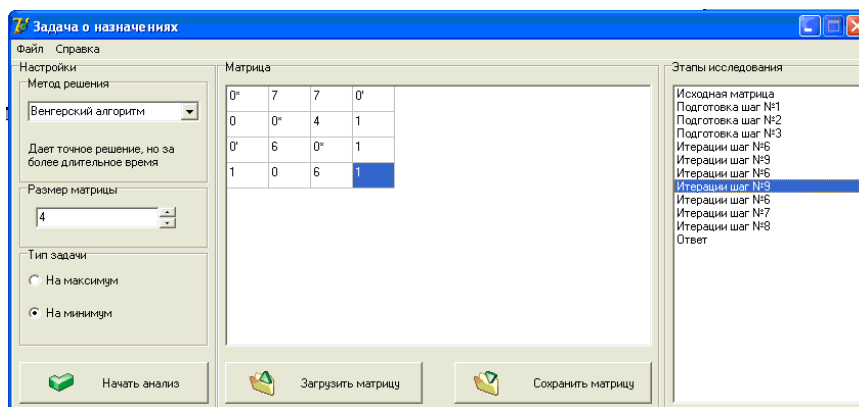 Задача о назначениях
Файл Справка
Настройки
Метод решения
Венгерский алгоритм
Дает точное решение, но за
более длительное время
Размер матрицы
4
Тип задачи
На максимум
На минимум
Начать анализ
Матрица
0* 7 7 0'
0 0* 4 1
0' 6 0* 1
1 0 6 1
Загрузить матрицу
Сохранить матрицу
Этапы исследования
Исходная матрица
Подготовка шаг №1
Подготовка шаг №2
Подготовка шаг №3
Итерации шаг №6
Итерации шаг №9
Итерации шаг №6
Итерации шаг №9
Итерации шаг №6
Итерации шаг №7
Итерации шаг №8
Ответ